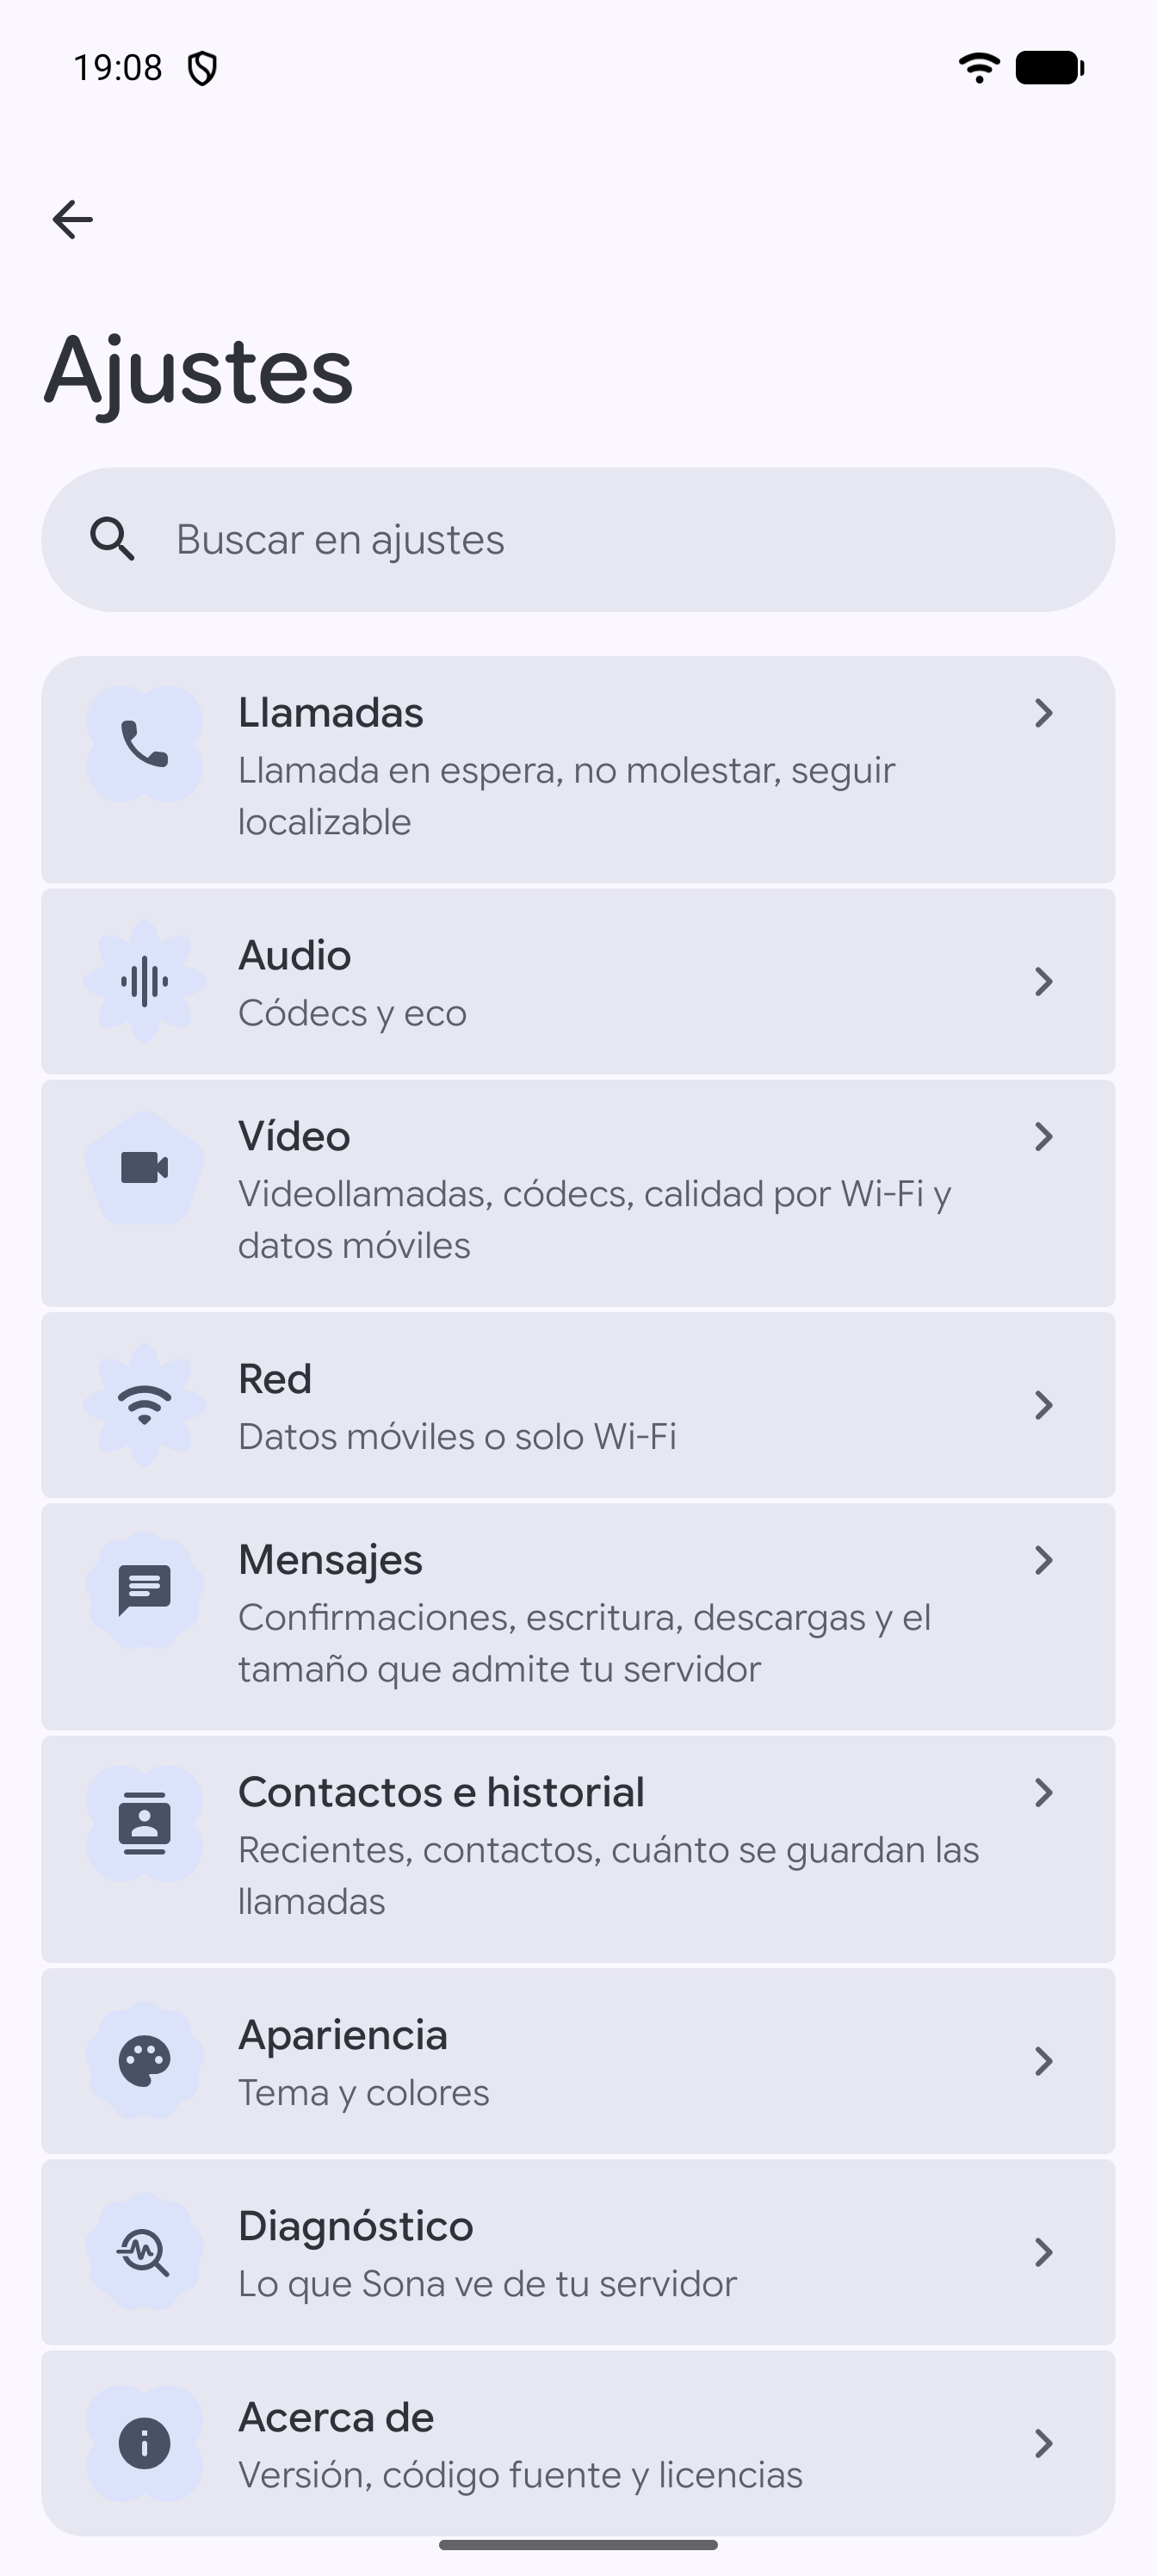 19:08
Ajustes
Buscar en ajustes
Llamadas
Llamada en espera, no molestar, seguir
localizable
Audio
Códecs y eco
Vídeo
Videollamadas, códecs, calidad por Wi-Fi y
datos móviles
Red
Datos móviles o solo Wi-Fi
Mensajes
Confirmaciones, escritura, descargas y el
tamaño que admite tu servidor
Contactos e historial
Recientes, contactos, cuánto se guardan las
llamadas
Apariencia
Tema y colores
Diagnóstico
Lo que Sona ve de tu servidor
Acerca de
Versión, código fuente y licencias